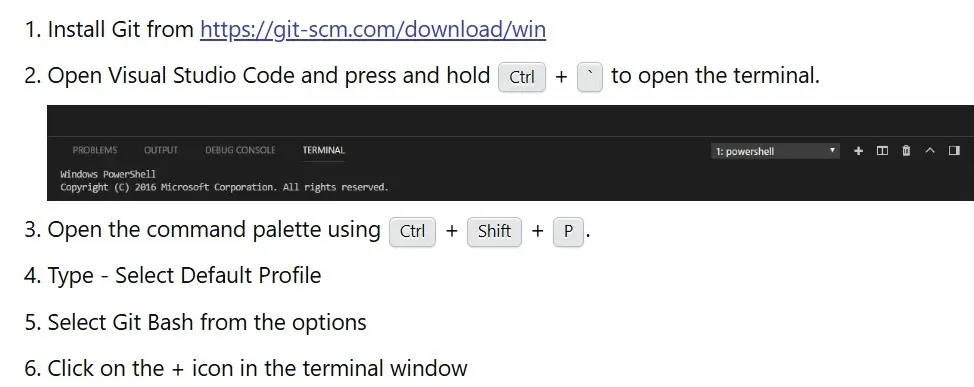 1. Install Git from https://git-scm.com/download/win
2. Open Visual Studio Code and press and hold Ctrl + ` to open the terminal.
PROBLEMS OUTPUT DEBUG CONSOLE TERMINAL 1: powershell
Windows PowerShell
Copyright (C) 2016 Microsoft Corporation. All rights reserved.
3. Open the command palette using Ctrl + Shift + P.
4. Type - Select Default Profile
5. Select Git Bash from the options
6. Click on the + icon in the terminal window